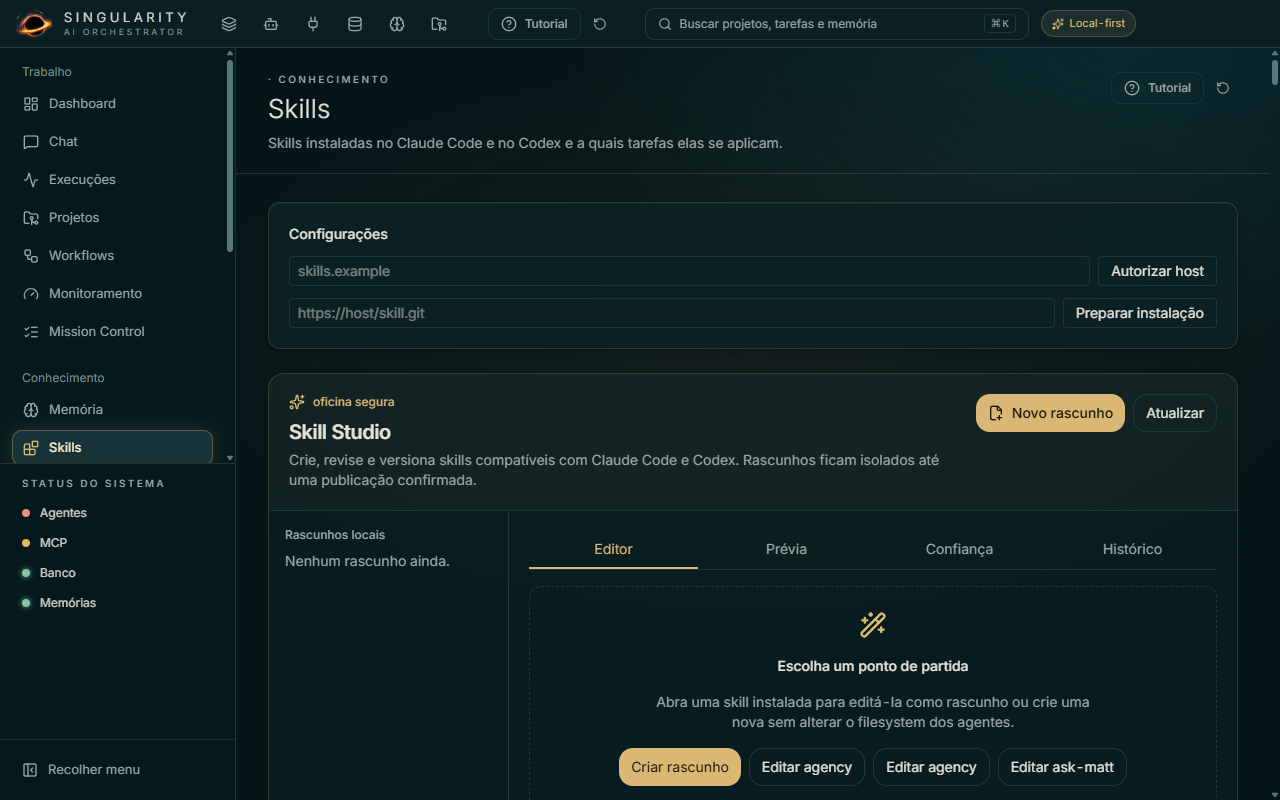 SINGULARITY
AI ORCHESTRATOR
Tutorial
Buscar projetos, tarefas e memória
⌘K
Local-first
Trabalho
Dashboard
Chat
Execuções
Projetos
Workflows
Monitoramento
Mission Control
Conhecimento
Memória
Skills
STATUS DO SISTEMA
Agentes
MCP
Banco
Memórias
Recolher menu
· CONHECIMENTO
Skills
Skills instaladas no Claude Code e no Codex e a quais tarefas elas se aplicam.
Tutorial
Configurações
skills.example
Autorizar host
https://host/skill.git
Preparar instalação
oficina segura
Skill Studio
Crie, revise e versiona skills compatíveis com Claude Code e Codex. Rascunhos ficam isolados até
uma publicação confirmada.
Novo rascunho
Atualizar
Rascunhos locais
Nenhum rascunho ainda.
Editor
Prévia
Confiança
Histórico
Escolha um ponto de partida
Abra uma skill instalada para editá-la como rascunho ou crie uma
nova sem alterar o filesystem dos agentes.
Criar rascunho
Editar agency
Editar agency
Editar ask-matt